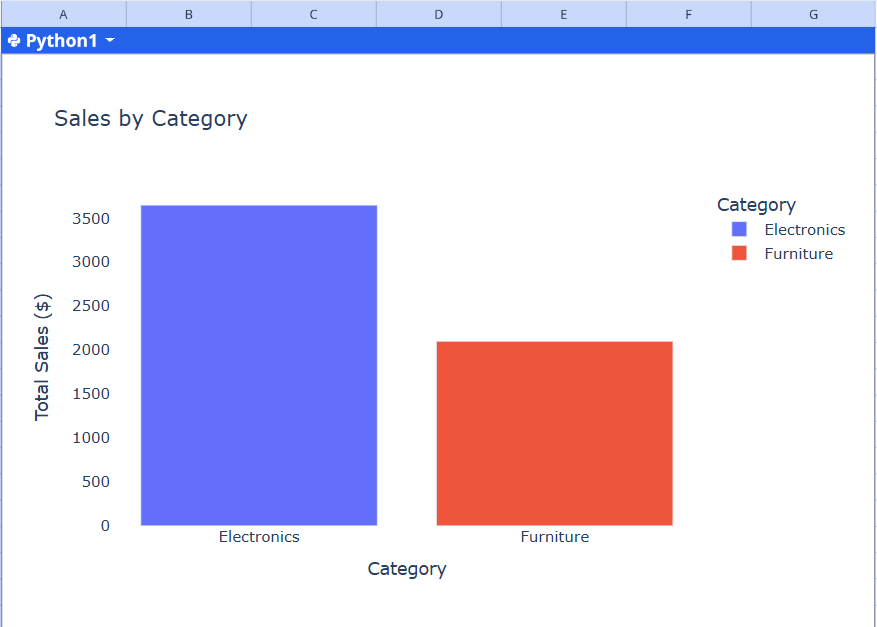 A B C D E F G
Python1
Sales by Category
Category
Electronics
Furniture
Total Sales ($)
3500
3000
2500
2000
1500
1000
500
0
Electronics Furniture
Category